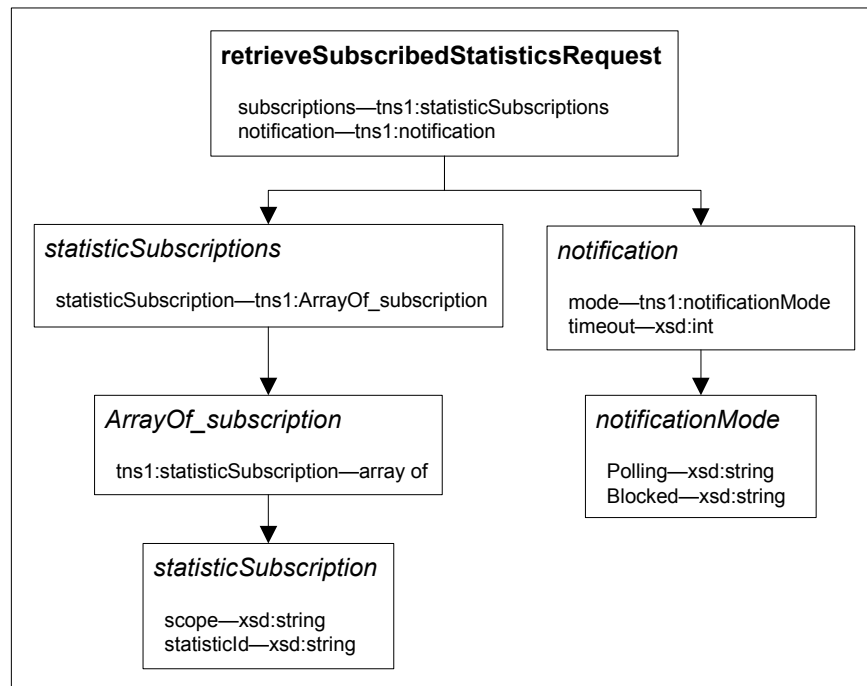 retrieveSubscribedStatisticsRequest
subscriptions—tns1:statisticSubscriptions
notification—tns1:notification
statisticSubscriptions
statisticSubscription—tns1:ArrayOf_subscription
notification
mode—tns1:notificationMode
timeout—xsd:int
ArrayOf_subscription
tns1:statisticSubscription—array of
notificationMode
Polling—xsd:string
Blocked—xsd:string
statisticSubscription
scope—xsd:string
statisticId—xsd:string